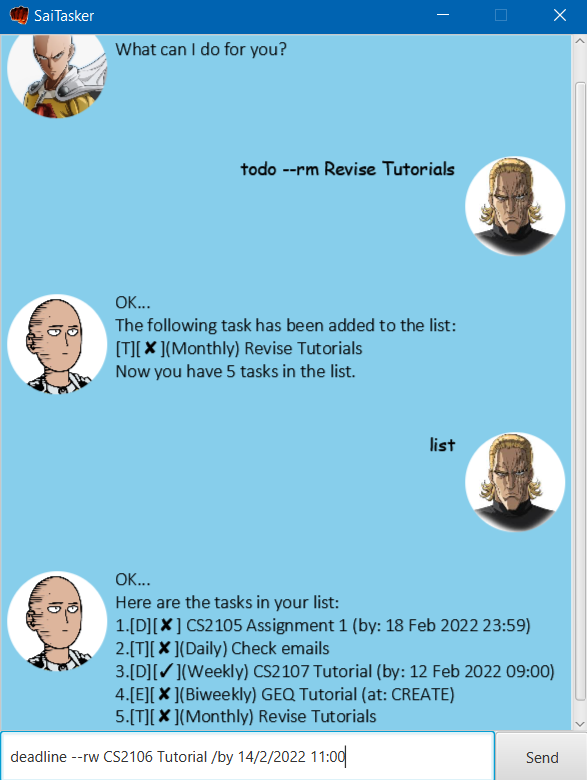 SaiTasker
What can I do for you?
todo --rm Revise Tutorials
OK...
The following task has been added to the list:
[T][✘](Monthly) Revise Tutorials
Now you have 5 tasks in the list.
list
OK...
Here are the tasks in your list:
1.[D][✘] CS2105 Assignment 1 (by: 18 Feb 2022 23:59)
2.[T][✘](Daily) Check emails
3.[D][✓](Weekly) CS2107 Tutorial (by: 12 Feb 2022 09:00)
4.[E][✘](Biweekly) GEQ Tutorial (at: CREATE)
5.[T][✘](Monthly) Revise Tutorials
deadline --rw CS2106 Tutorial /by 14/2/2022 11:00
Send